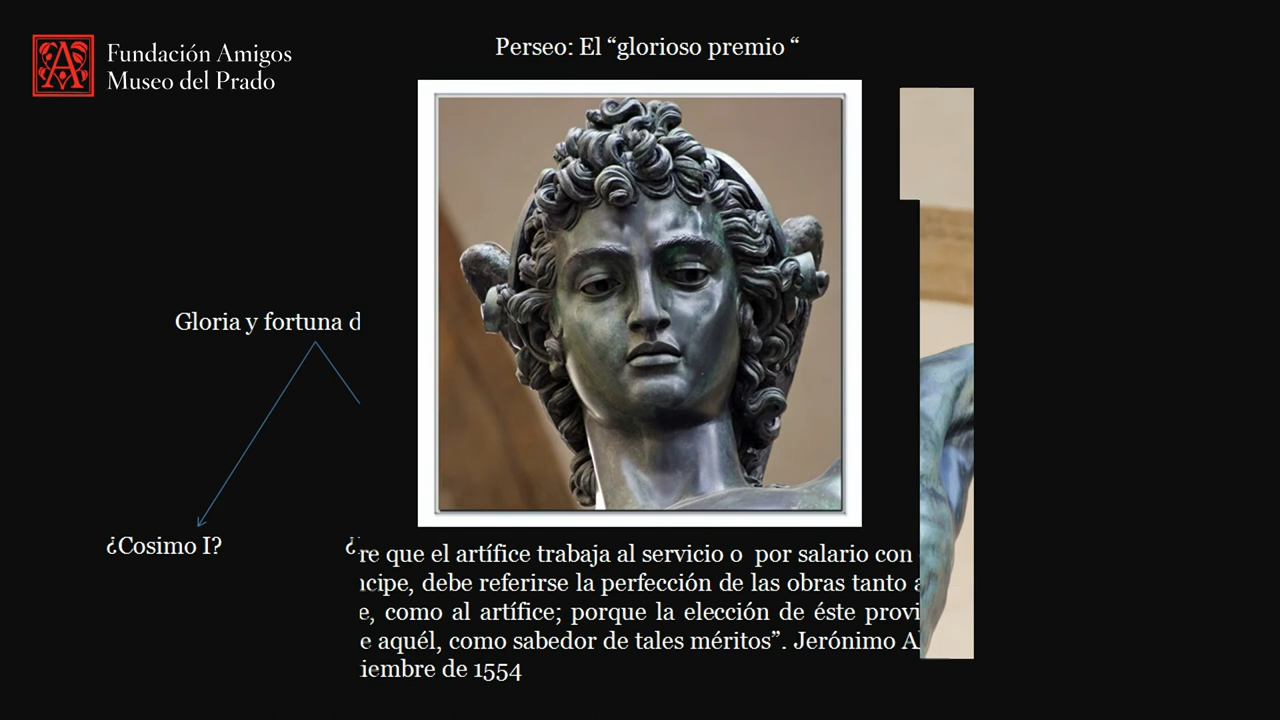 Fundación Amigos
Museo del Prado
Perseo: El “glorioso premio “
Gloria y fortuna d
¿Cosimo I?
¿
re que el artífice trabaja al servicio o por salario con
ncipe, debe referirse la perfección de las obras tanto a
e, como al artífice; porque la elección de éste provi
e aquél, como sabedor de tales méritos”. Jerónimo A
iembre de 1554